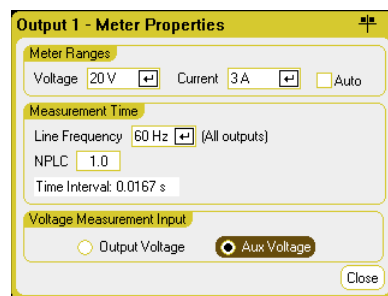 Output 1 - Meter Properties
Meter Ranges
Voltage 20 V Current 3 A Auto
Measurement Time
Line Frequency 60 Hz (All outputs)
NPLC 1.0
Time Interval: 0.0167 s
Voltage Measurement Input
Output Voltage Aux Voltage
Close